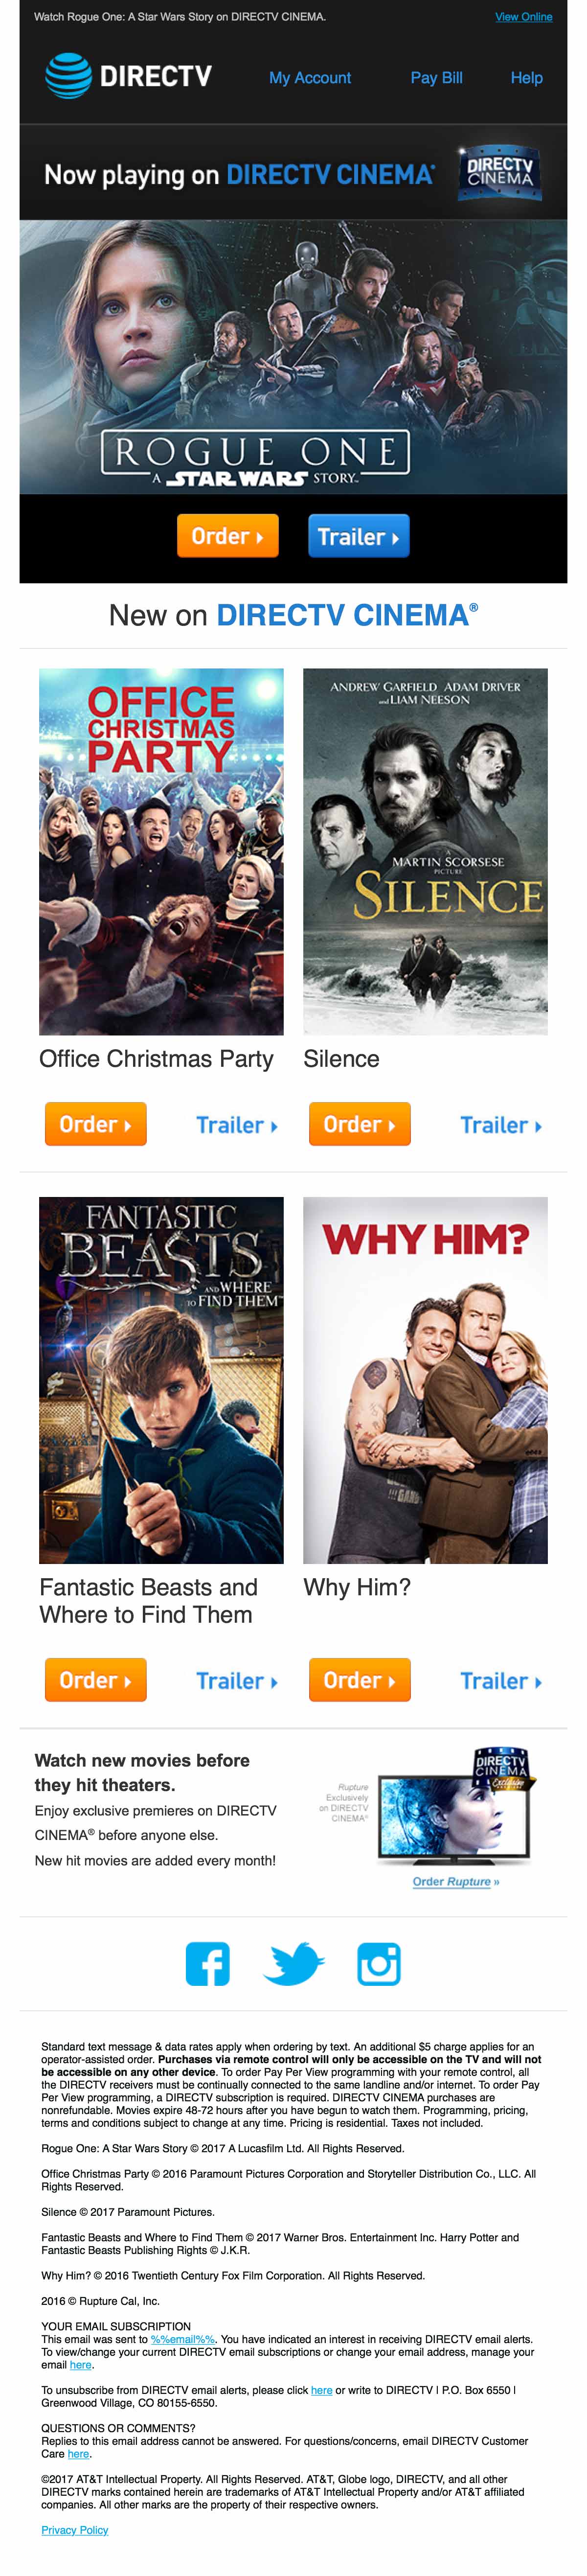 Watch Rogue One: A Star Wars Story on DIRECTV CINEMA.
View Online
DIRECTV
My Account
Pay Bill
Help
Now playing on DIRECTV CINEMA®
DIRECTV
CINEMA
ROGUE ONE
A STAR WARS STORY™
Order
Trailer
New on DIRECTV CINEMA®
OFFICE
CHRISTMAS
PARTY
ANDREW GARFIELD ADAM DRIVER
and LIAM NEESON
A
MARTIN SCORSESE
PICTURE
SILENCE
Office Christmas Party
Silence
Order
Trailer
Order
Trailer
FANTASTIC
BEASTS
AND WHERE
TO FIND THEM™
WHY HIM?
Fantastic Beasts and
Where to Find Them
Why Him?
Order
Trailer
Order
Trailer
Watch new movies before
they hit theaters.
Enjoy exclusive premieres on DIRECTV
CINEMA® before anyone else.
New hit movies are added every month!
Rupture
Exclusively
on DIRECTV
CINEMA®
DIRECTV
CINEMA
Exclusive
Order Rupture »
Standard text message & data rates apply when ordering by text. An additional $5 charge applies for an
operator-assisted order. Purchases via remote control will only be accessible on the TV and will not
be accessible on any other device. To order Pay Per View programming with your remote control, all
the DIRECTV receivers must be continually connected to the same landline and/or internet. To order Pay
Per View programming, a DIRECTV subscription is required. DIRECTV CINEMA purchases are
nonrefundable. Movies expire 48-72 hours after you have begun to watch them. Programming, pricing,
terms and conditions subject to change at any time. Pricing is residential. Taxes not included.
Rogue One: A Star Wars Story © 2017 A Lucasfilm Ltd. All Rights Reserved.
Office Christmas Party © 2016 Paramount Pictures Corporation and Storyteller Distribution Co., LLC. All
Rights Reserved.
Silence © 2017 Paramount Pictures.
Fantastic Beasts and Where to Find Them © 2017 Warner Bros. Entertainment Inc. Harry Potter and
Fantastic Beasts Publishing Rights © J.K.R.
Why Him? © 2016 Twentieth Century Fox Film Corporation. All Rights Reserved.
2016 © Rupture Cal, Inc.
YOUR EMAIL SUBSCRIPTION
This email was sent to %%email%%. You have indicated an interest in receiving DIRECTV email alerts.
To view/change your current DIRECTV email subscriptions or change your email address, manage your
email here.
To unsubscribe from DIRECTV email alerts, please click here or write to DIRECTV I P.O. Box 6550 I
Greenwood Village, CO 80155-6550.
QUESTIONS OR COMMENTS?
Replies to this email address cannot be answered. For questions/concerns, email DIRECTV Customer
Care here.
©2017 AT&T Intellectual Property. All Rights Reserved. AT&T, Globe logo, DIRECTV, and all other
DIRECTV marks contained herein are trademarks of AT&T Intellectual Property and/or AT&T affiliated
companies. All other marks are the property of their respective owners.
Privacy Policy